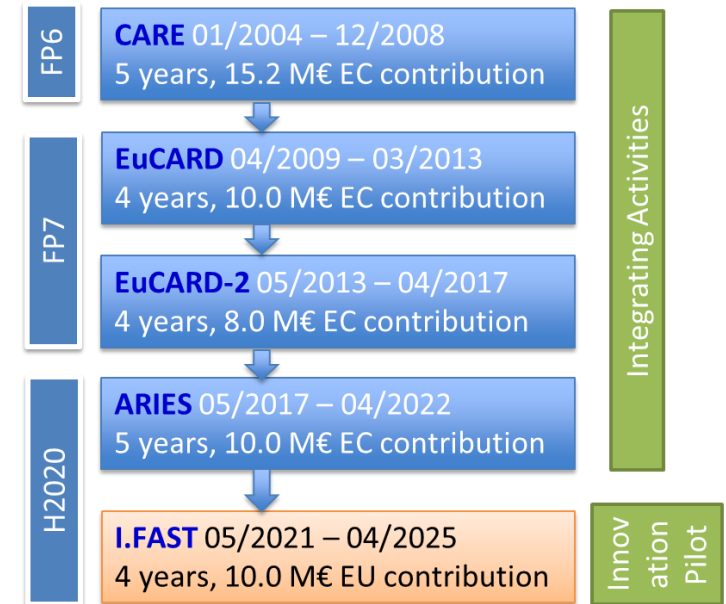 FP6
CARE 01/2004 – 12/2008
5 years, 15.2 M€ EC contribution
FP7
EuCARD 04/2009 – 03/2013
4 years, 10.0 M€ EC contribution
EuCARD-2 05/2013 – 04/2017
4 years, 8.0 M€ EC contribution
Integrating Activities
H2020
ARIES 05/2017 – 04/2022
5 years, 10.0 M€ EC contribution
I.FAST 05/2021 – 04/2025
4 years, 10.0 M€ EU contribution
Innov
ation
Pilot